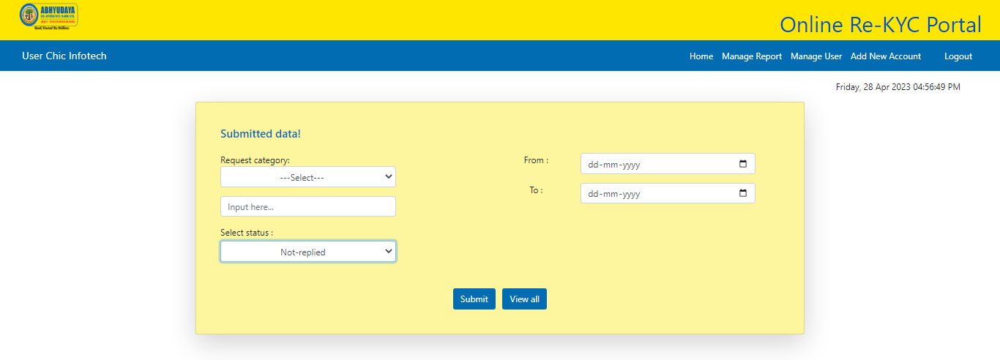 ABHYUDAYA
CO-OPERATIVE BANK LTD.
Bank Trusted By Millions
Online Re-KYC Portal
User Chic Infotech
Home Manage Report Manage User Add New Account Logout
Friday, 28 Apr 2023 04:56:49 PM
Submitted data!
Request category:
---Select---
Input here...
Select status :
Not-replied
From :
dd-mm-yyyy
To :
dd-mm-yyyy
Submit View all